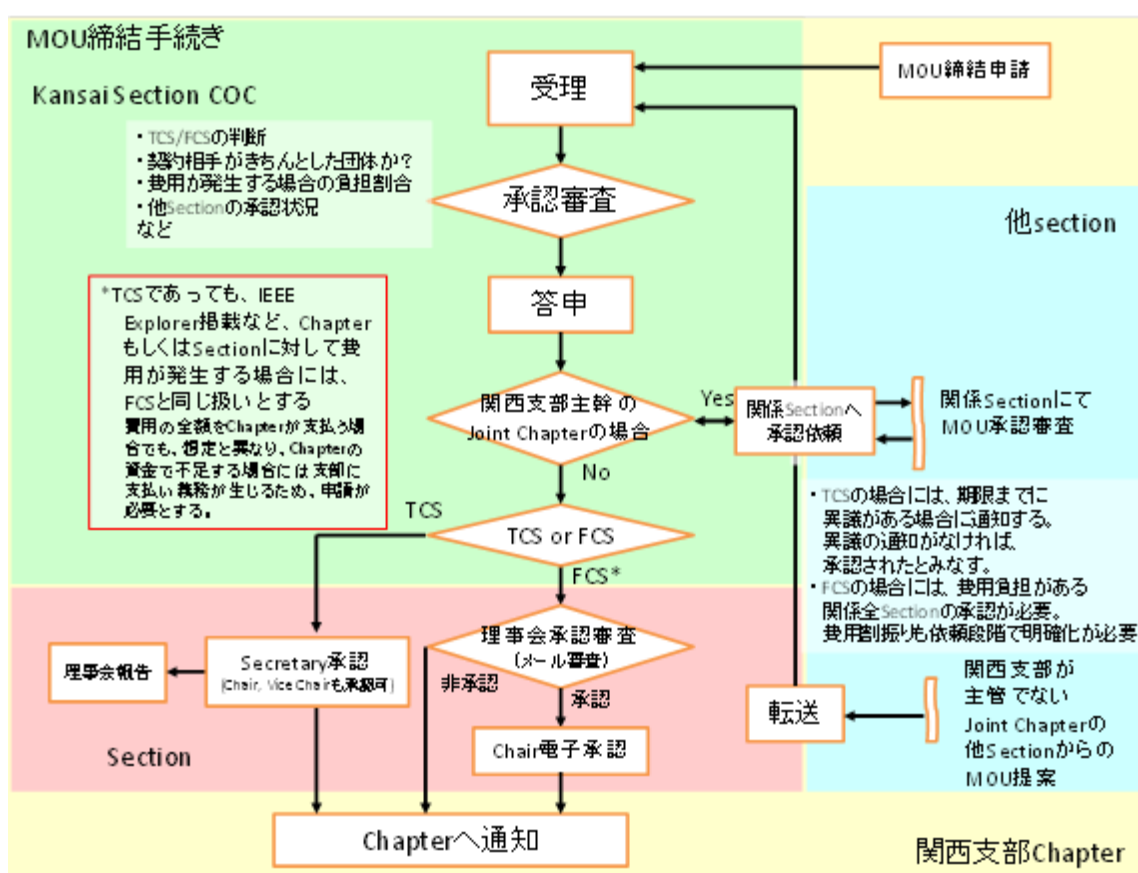 MOU締結手続き
Kansai Section COC
受理
MOU締結申請
・TCS/FCSの判断
・契約相手がきちんとした団体か?
・費用が発生する場合の負担割合
・他Sectionの承認状況
など
承認審査
他section
*TCSであっても、IEEE
Explorer掲載など、Chapter
もしくはSectionに対して費
用が発生する場合には、
FCSと同じ扱いとする
費用の全額をChapterが支払う場
合でも、想定と異なり、Chapterの
資金で不足する場合には支部に
支払い義務が生じるため、申請が
必要とする。
答申
関西支部主幹の
Joint Chapterの場合
Yes
No
関係Sectionへ
承認依頼
関係Sectionにて
MOU承認審査
・TCSの場合には、期限までに
異議がある場合に通知する。
異議の通知がなければ、
承認されたとみなす。
・FCSの場合には、費用負担がある
関係全Sectionの承認が必要。
費用割振りも依頼段階で明確化が必要
TCS
TCS or FCS
FCS*
理事会承認審査
(メール審査)
非承認
承認
理事会報告
Secretary承認
(Chair, Vice Chairも承認可)
Section
Chair電子承認
転送
関西支部が
主管でない
Joint Chapterの
他Sectionからの
MOU提案
Chapterへ通知
関西支部Chapter